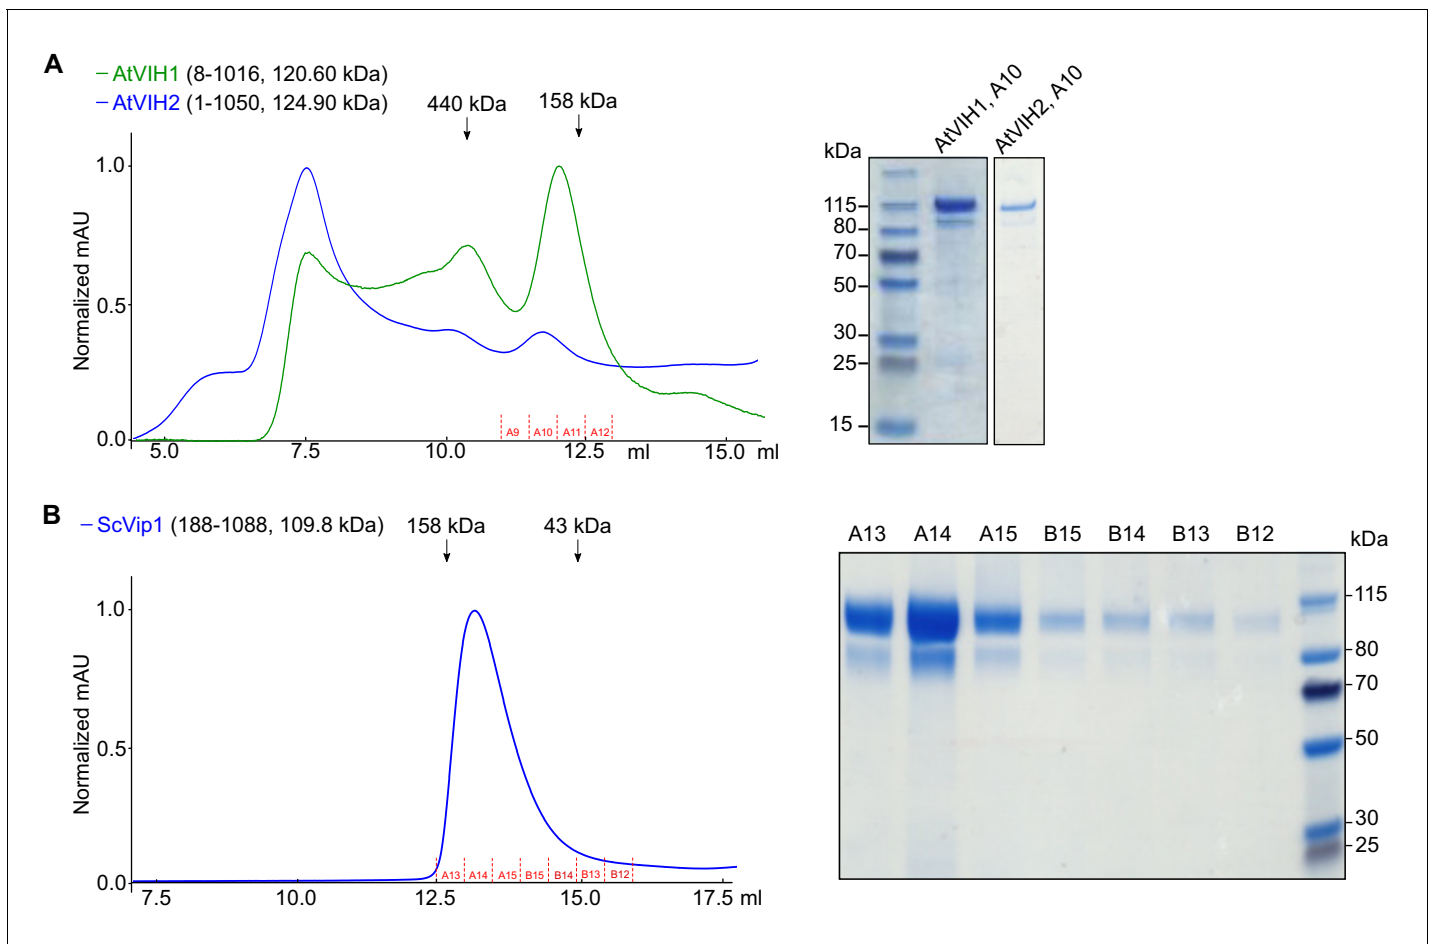 A
– AtVIH1 (8-1016, 120.60 kDa)
– AtVIH2 (1-1050, 124.90 kDa)
440 kDa
158 kDa
Normalized mAU
1.0
0.5
0.0
A9 A10 A11 A12
5.0 7.5 10.0 12.5 ml 15.0 ml
AtVIH1, A10
AtVIH2, A10
kDa
115
80
70
50
30
25
15
B
– ScVip1 (188-1088, 109.8 kDa)
158 kDa
43 kDa
Normalized mAU
1.0
0.5
0.0
A13 A14 A15 B15 B14 B13 B12
7.5 10.0 12.5 15.0 17.5 ml
A13 A14 A15 B15 B14 B13 B12
kDa
115
80
70
50
30
25